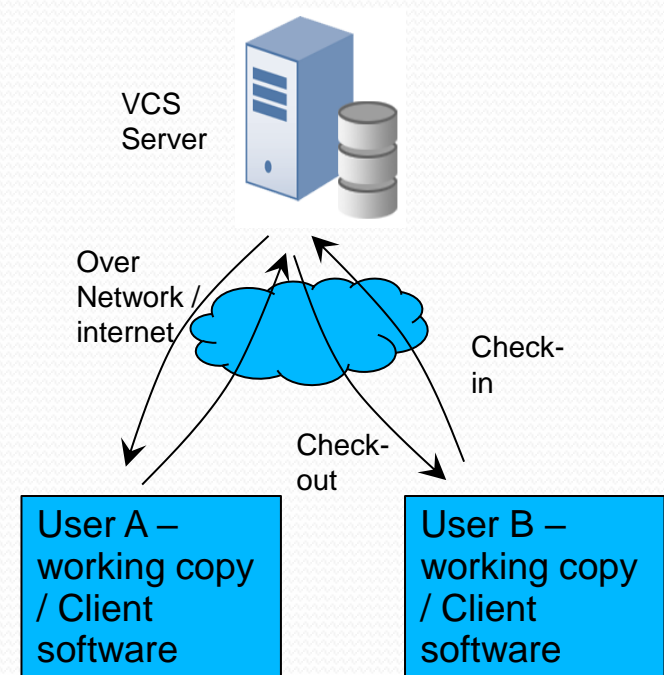 VCS
Server
Over
Network /
internet
Check-
in
Check-
out
User A –
working copy
/ Client
software
User B –
working copy
/ Client
software